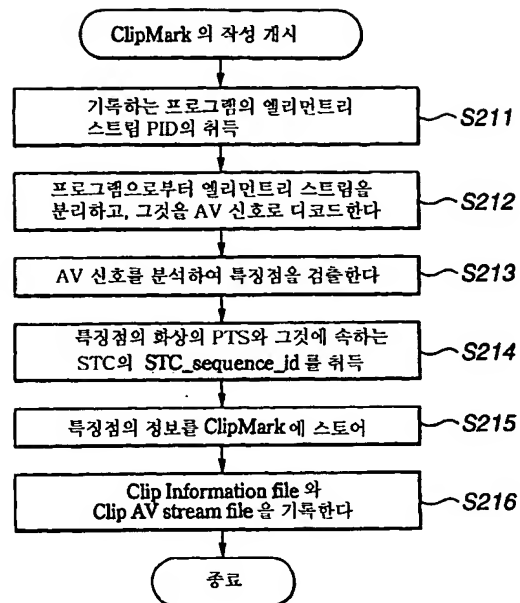 ClipMark 의 작성 개시
기록하는 프로그램의 엘리먼트리
스트림 PID의 취득
S211
프로그램으로부터 엘리먼트리 스트림을
분리하고, 그것을 AV 신호로 디코드한다
S212
AV 신호를 분석하여 특징점을 검출한다
S213
특징점의 화상의 PTS와 그것에 속하는
STC의 STC_sequence_id 를 취득
S214
특징점의 정보를 ClipMark 에 스토어
S215
Clip Information file 와
Clip AV stream file 을 기록한다
S216
종료